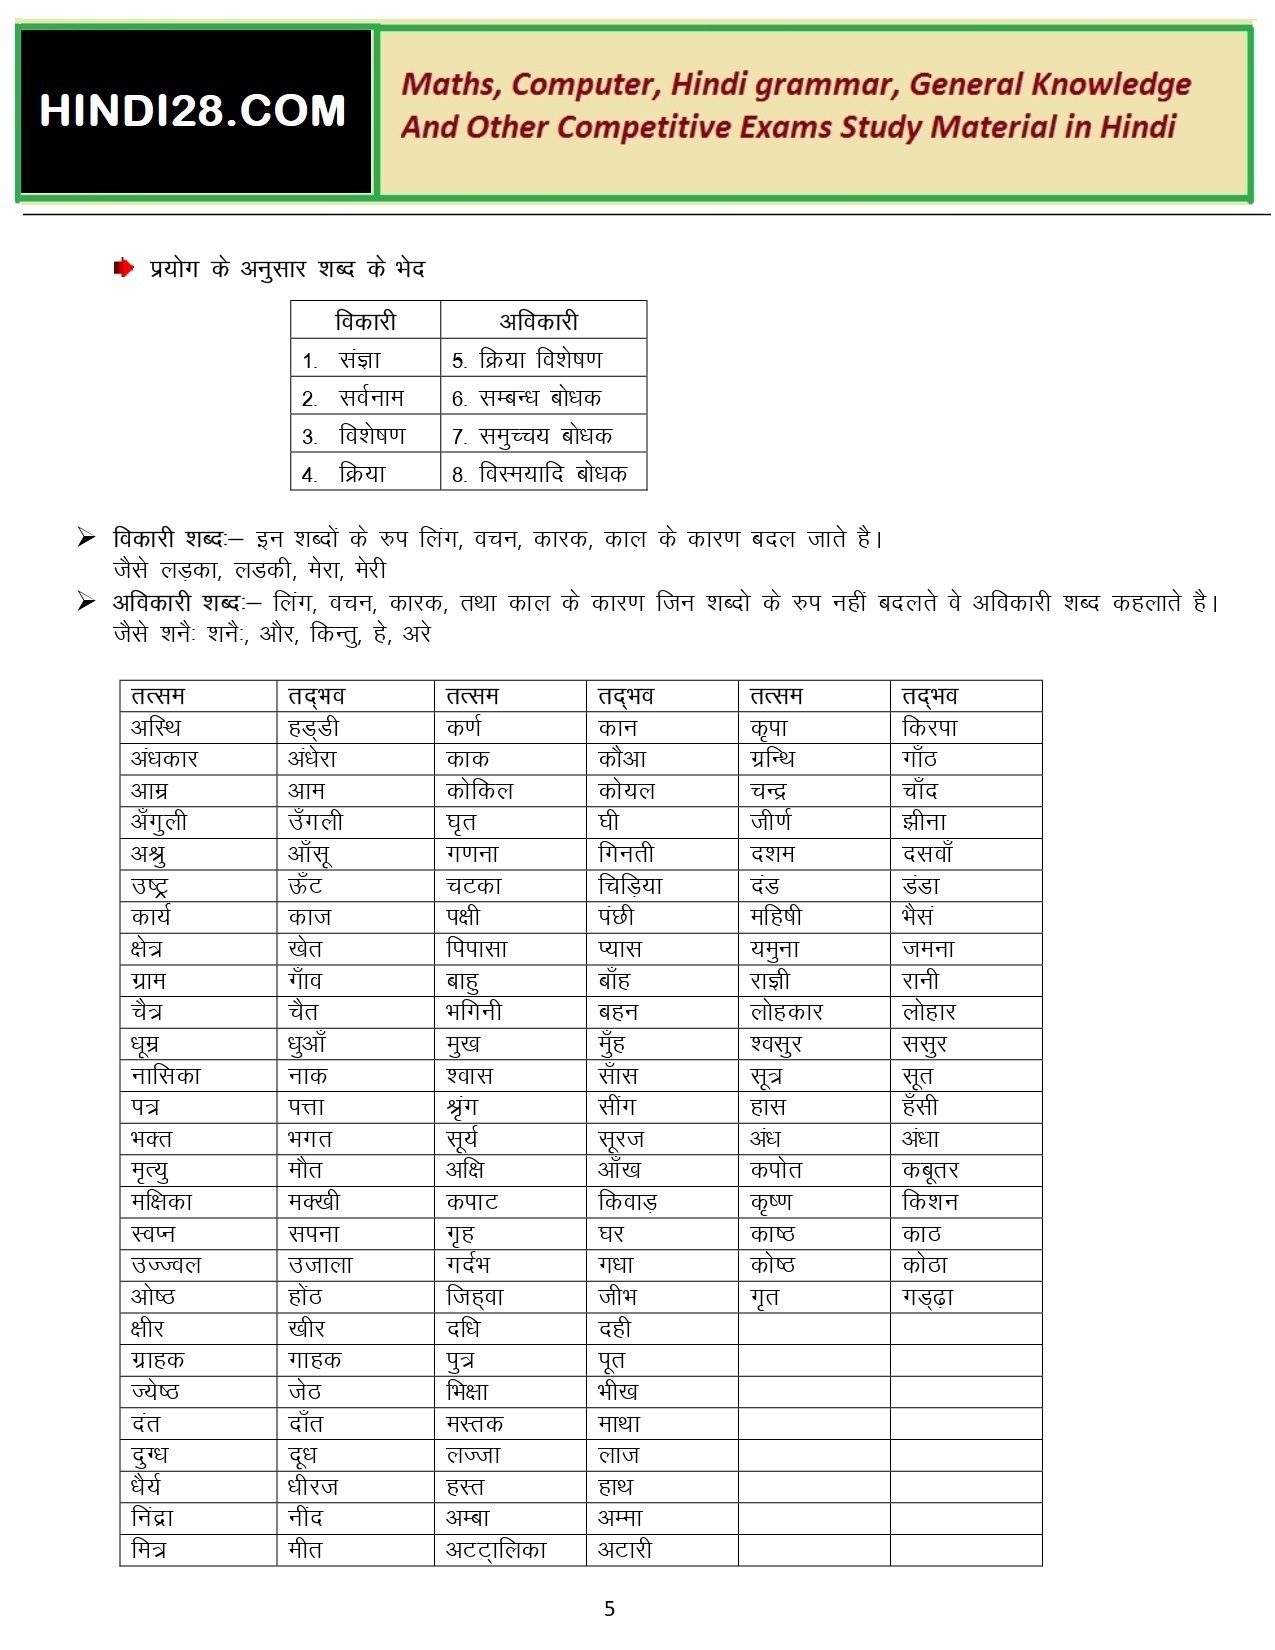 HINDI28.COM
Maths, Computer, Hindi grammar, General Knowledge
And Other Competitive Exams Study Material in Hindi
प्रयोग के अनुसार शब्द के भेद
विकारी अविकारी
1. संज्ञा 5. क्रिया विशेषण
2. सर्वनाम 6. सम्बन्ध बोधक
3. विशेषण 7. समुच्चय बोधक
4. क्रिया 8. विस्मयादि बोधक
विकारी शब्द:– इन शब्दों के रुप लिंग, वचन, कारक, काल के कारण बदल जाते है।
जैसे लड़का, लडकी, मेरा, मेरी
अविकारी शब्द:– लिंग, वचन, कारक, तथा काल के कारण जिन शब्दो के रुप नहीं बदलते वे अविकारी शब्द कहलाते है।
जैसे शनैः शनैः, और, किन्तु, हे, अरे
तत्सम तद्भव तत्सम तद्भव तत्सम तद्भव
अस्थि हड्डी कर्ण कान कृपा किरपा
अंधकार अंधेरा काक कौआ ग्रन्थि गाँठ
आम्र आम कोकिल कोयल चन्द्र चाँद
अँगुली उँगली घृत घी जीर्ण झीना
अश्रु आँसू गणना गिनती दशम दसवाँ
उष्ट्र ऊँट चटका चिड़िया दंड डंडा
कार्य काज पक्षी पंछी महिषी भैसं
क्षेत्र खेत पिपासा प्यास यमुना जमना
ग्राम गाँव बाहु बाँह राज्ञी रानी
चैत्र चैत भगिनी बहन लोहकार लोहार
धूम्र धुआँ मुख मुँह श्वसुर ससुर
नासिका नाक श्वास साँस सूत्र सूत
पत्र पत्ता श्रृंग सींग हास हँसी
भक्त भगत सूर्य सूरज अंध अंधा
मृत्यु मौत अक्षि आँख कपोत कबूतर
मक्षिका मक्खी कपाट किवाड़ कृष्ण किशन
स्वप्न सपना गृह घर काष्ठ काठ
उज्ज्वल उजाला गर्दभ गधा कोष्ठ कोठा
ओष्ठ होंठ जिह्वा जीभ गृत गड्ढ़ा
क्षीर खीर दधि दही
ग्राहक गाहक पुत्र पूत
ज्येष्ठ जेठ भिक्षा भीख
दंत दाँत मस्तक माथा
दुग्ध दूध लज्जा लाज
धैर्य धीरज हस्त हाथ
निंद्रा नींद अम्बा अम्मा
मित्र मीत अटट्ालिका अटारी
5